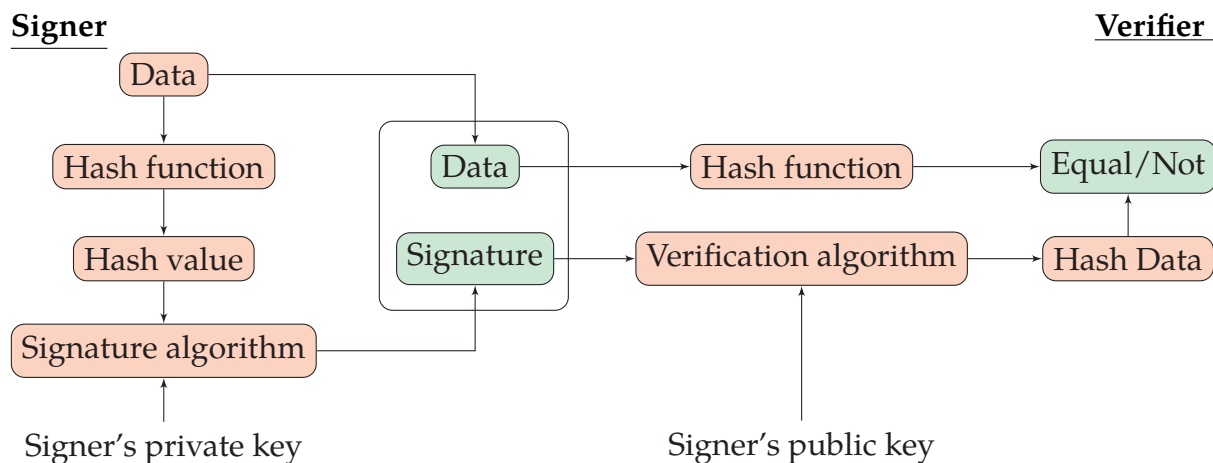 Signer
Verifier
Data
Hash function
Hash value
Signature algorithm
Signer's private key
Data
Signature
Hash function
Verification algorithm
Signer's public key
Equal/Not
Hash Data